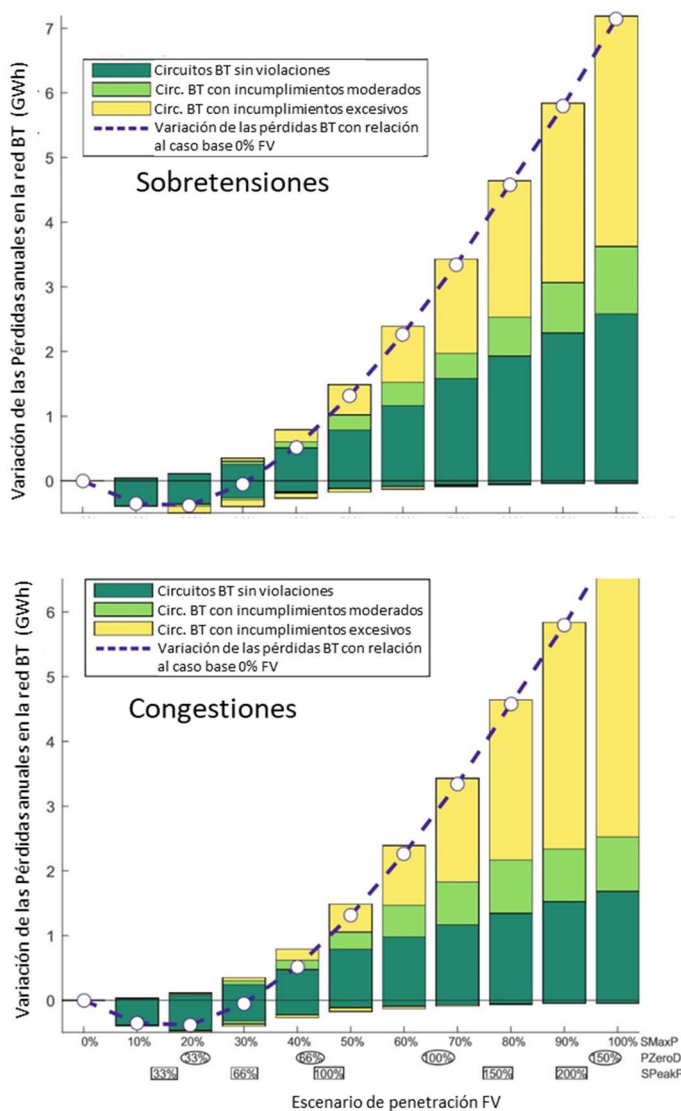 Variación de las Pérdidas anuales en la red BT (GWh)
7
6
5
4
3
2
1
0
Circuitos BT sin violaciones
Circ. BT con incumplimientos moderados
Circ. BT con incumplimientos excesivos
Variación de las pérdidas BT con relación
al caso base 0% FV
Sobretensiones
Variación de las Pérdidas anuales en la red BT (GWh)
6
5
4
3
2
1
0
Circuitos BT sin violaciones
Circ. BT con incumplimientos moderados
Circ. BT con incumplimientos excesivos
Variación de las pérdidas BT con relación
al caso base 0% FV
Congestiones
0% 10% 20% 30% 40% 50% 60% 70% 80% 90% 100% SMaxP
33% 66% 100% 150% PZeroD
33% 66% 100% 150% 200% SPeakP
Escenario de penetración FV